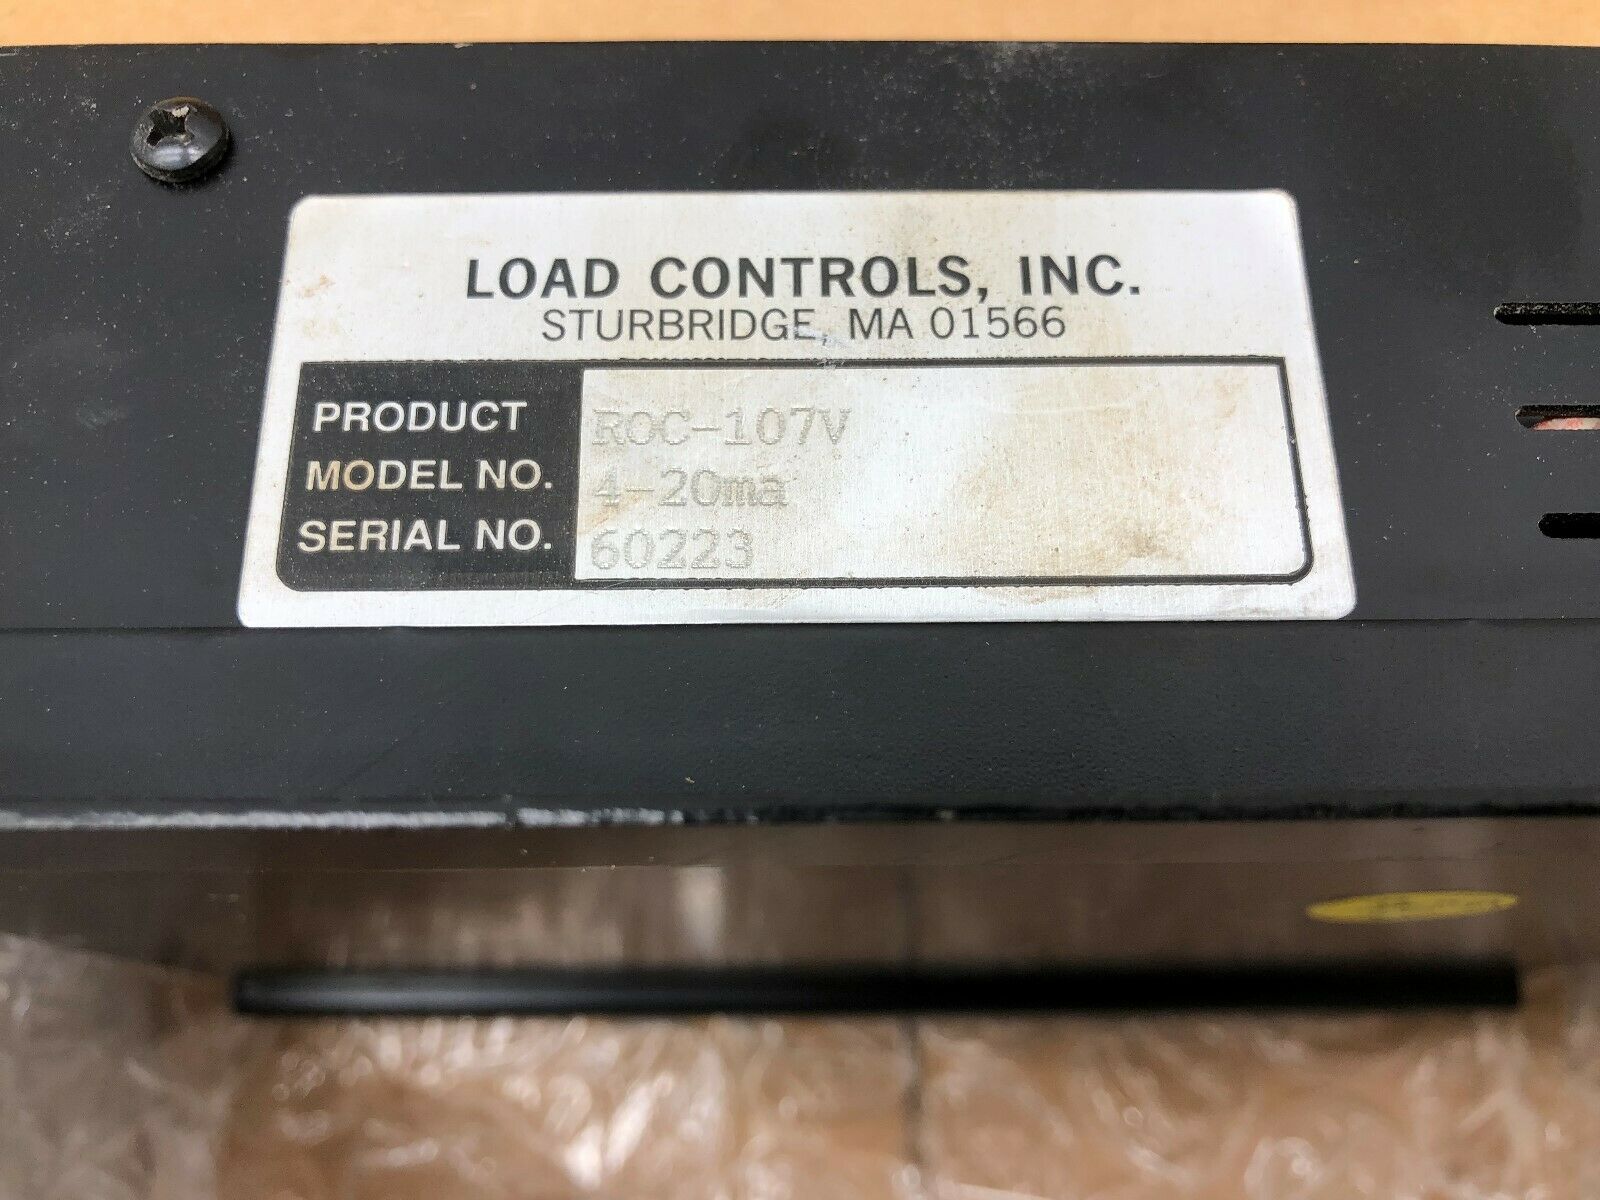 LOAD CONTROLS, INC.
STURBRIDGE, MA 01566
PRODUCT ROC-107V
MODEL NO. 4-20ma
SERIAL NO. 60223